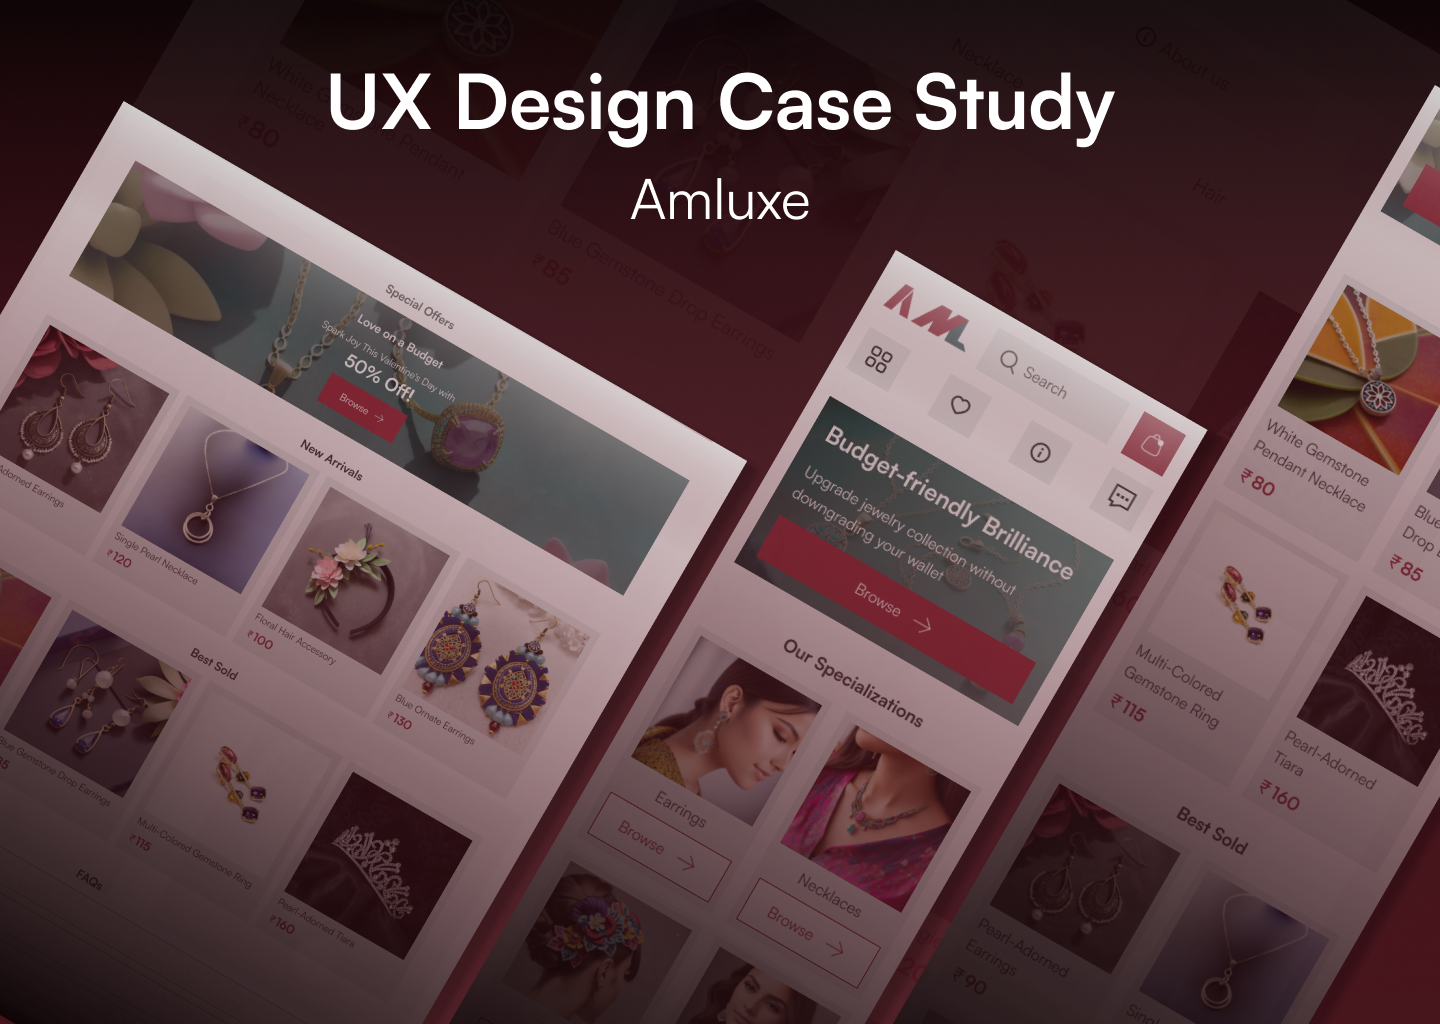 UX Design Case Study
Amluxe
White G
Necklace
Pendant
₹80
Blue Gemstone Drop Earrings
₹85
Necklace
About us
Hair
Special Offers
Love on a Budget
Spark Joy This Valentine's Day with
50% Off!
Browse
New Arrivals
Adorned Earrings
Single Pearl Necklace
₹120
Floral Hair Accessory
₹100
Blue Ornate Earrings
₹130
Best Sold
Blue Gemstone Drop Earrings
85
Multi-Colored Gemstone Ring
₹115
Pearl-Adorned Tiara
₹160
FAQs
AML
Search
Budget-friendly Brilliance
Upgrade jewelry collection without
downgrading your wallet
Browse
Our Specializations
Earrings
Browse
Necklaces
Browse
White Gemstone
Pendant Necklace
₹80
Blue
Drop E
₹85
Multi-Colored
Gemstone Ring
₹115
Pearl-Adorned
Tiara
₹160
Best Sold
Pearl-Adorned
Earrings
₹90
Single